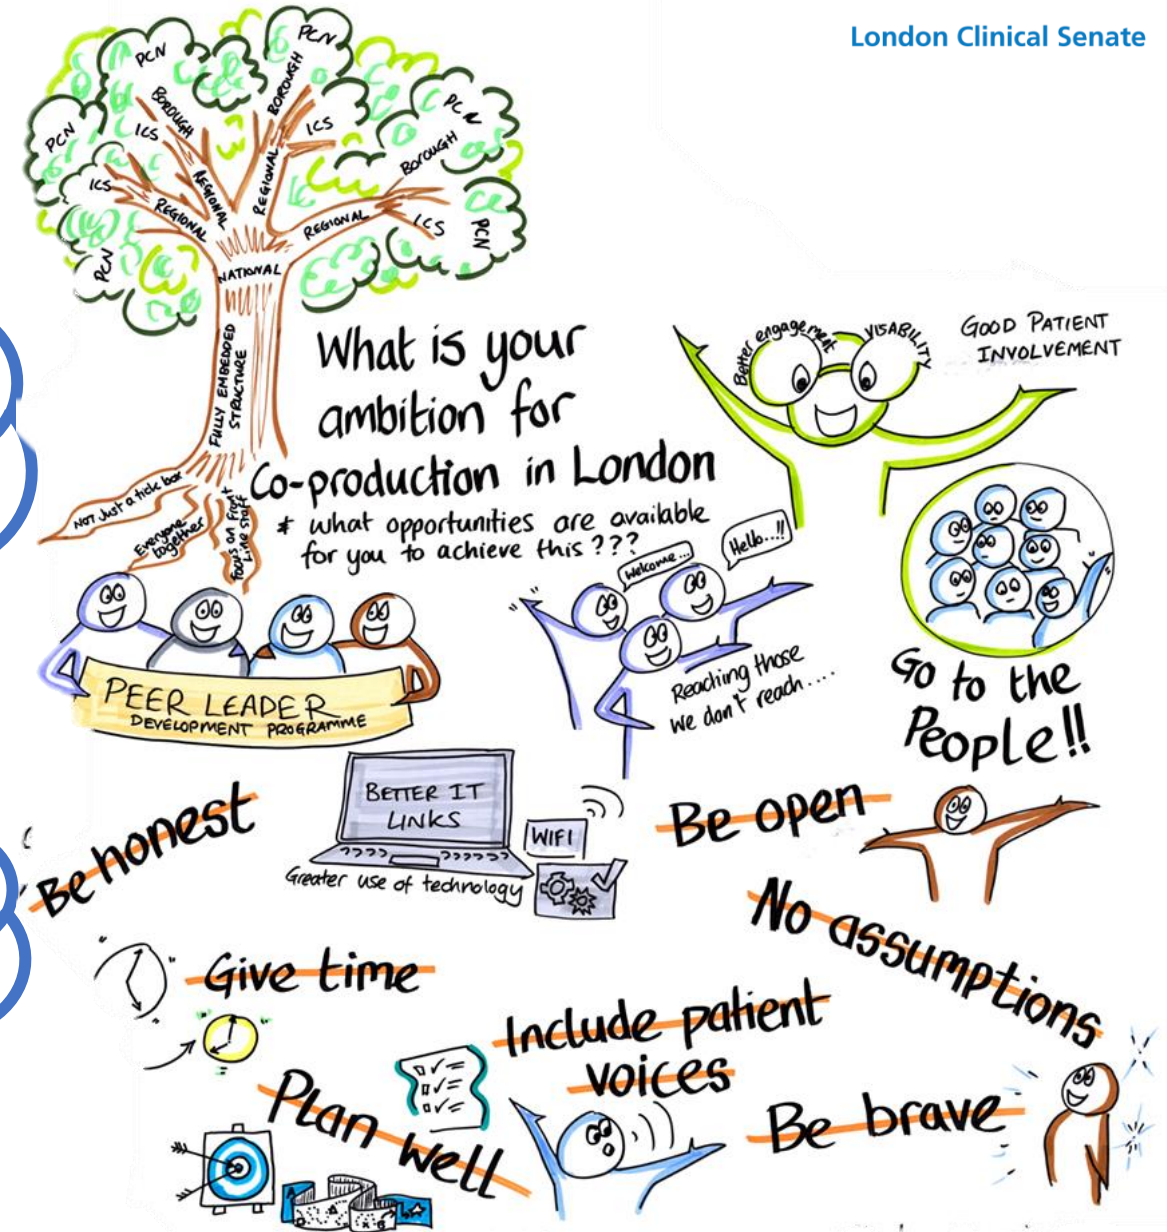 London Clinical Senate
PCN
PCN
PCN
PCN
PCN
PCN
BOROUGH
BOROUGH
BOROUGH
ICS
ICS
ICS
ICS
REGIONAL
REGIONAL
REGIONAL
REGIONAL
NATIONAL
FULLY EMBEDDED
STRUCTURE
NOT Just a tick box
Everyone
together
Focus on Front
Line staff
What is your
ambition for
Co-production in London
& what opportunities are available
for you to achieve this ???
Better engagement
VISABILITY
GOOD PATIENT
INVOLVEMENT
Welcome...
Hello...!!
Reaching those
we don't reach....
Go to the
People!!
PEER LEADER
DEVELOPMENT PROGRAMME
BETTER IT
LINKS
WIFI
Greater use of technology
Be honest
Be open
No assumptions
Give time
Include patient
voices
Plan well
Be brave